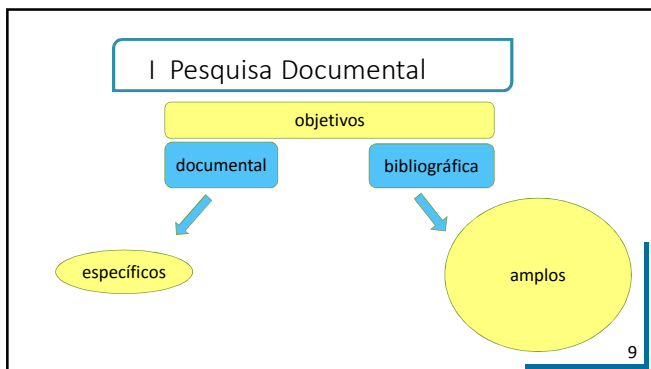 I Pesquisa Documental
objetivos
documental
bibliográfica
específicos
amplos
9